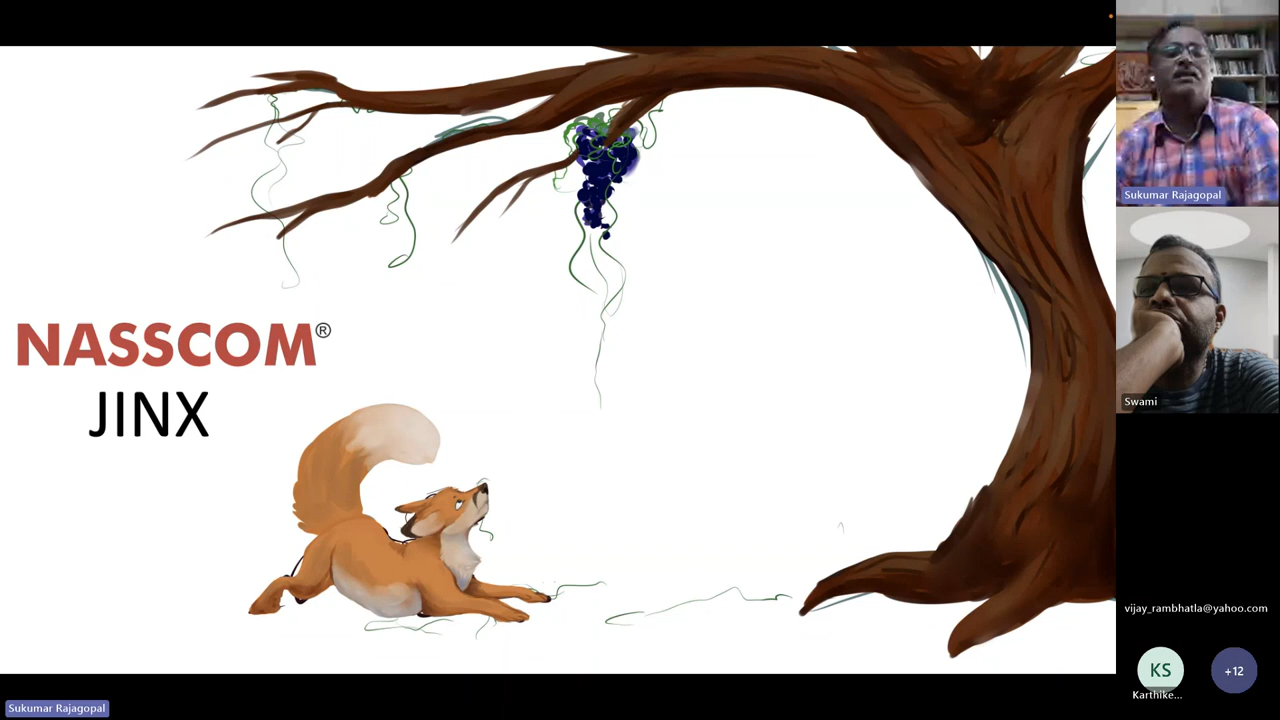 NASSCOM®
JINX
Sukumar Rajagopal
Swami
vijay_rambhatla@yahoo.com
KS
Karthike...
+12
Sukumar Rajagopal